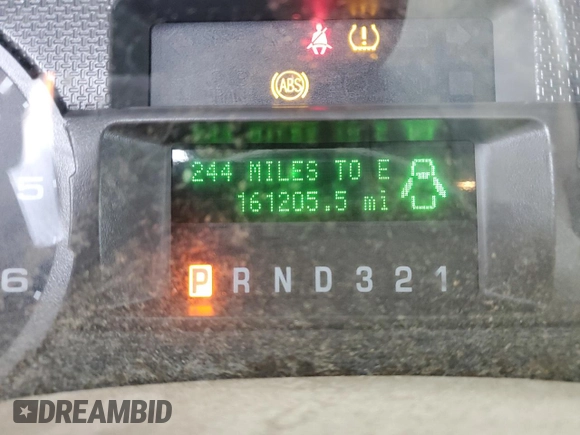 ABS
244 MILES TO E
161205.5 mi
P R N D 3 2 1
5
6
DREAMBID